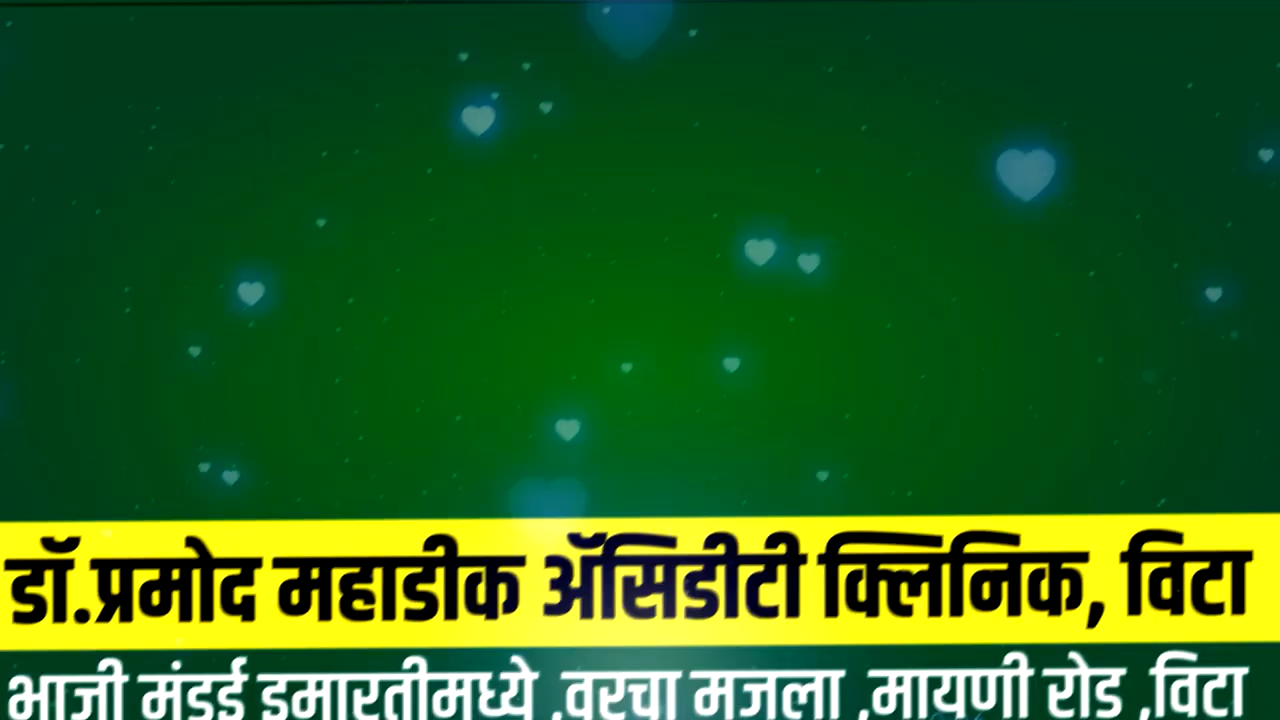 डॉ.प्रमोद महाडीक ॲसिडीटी क्लिनिक, विटा
भाजी मंडई इमारतीमध्ये ,वरचा मजला ,मायणी रोड ,विटा